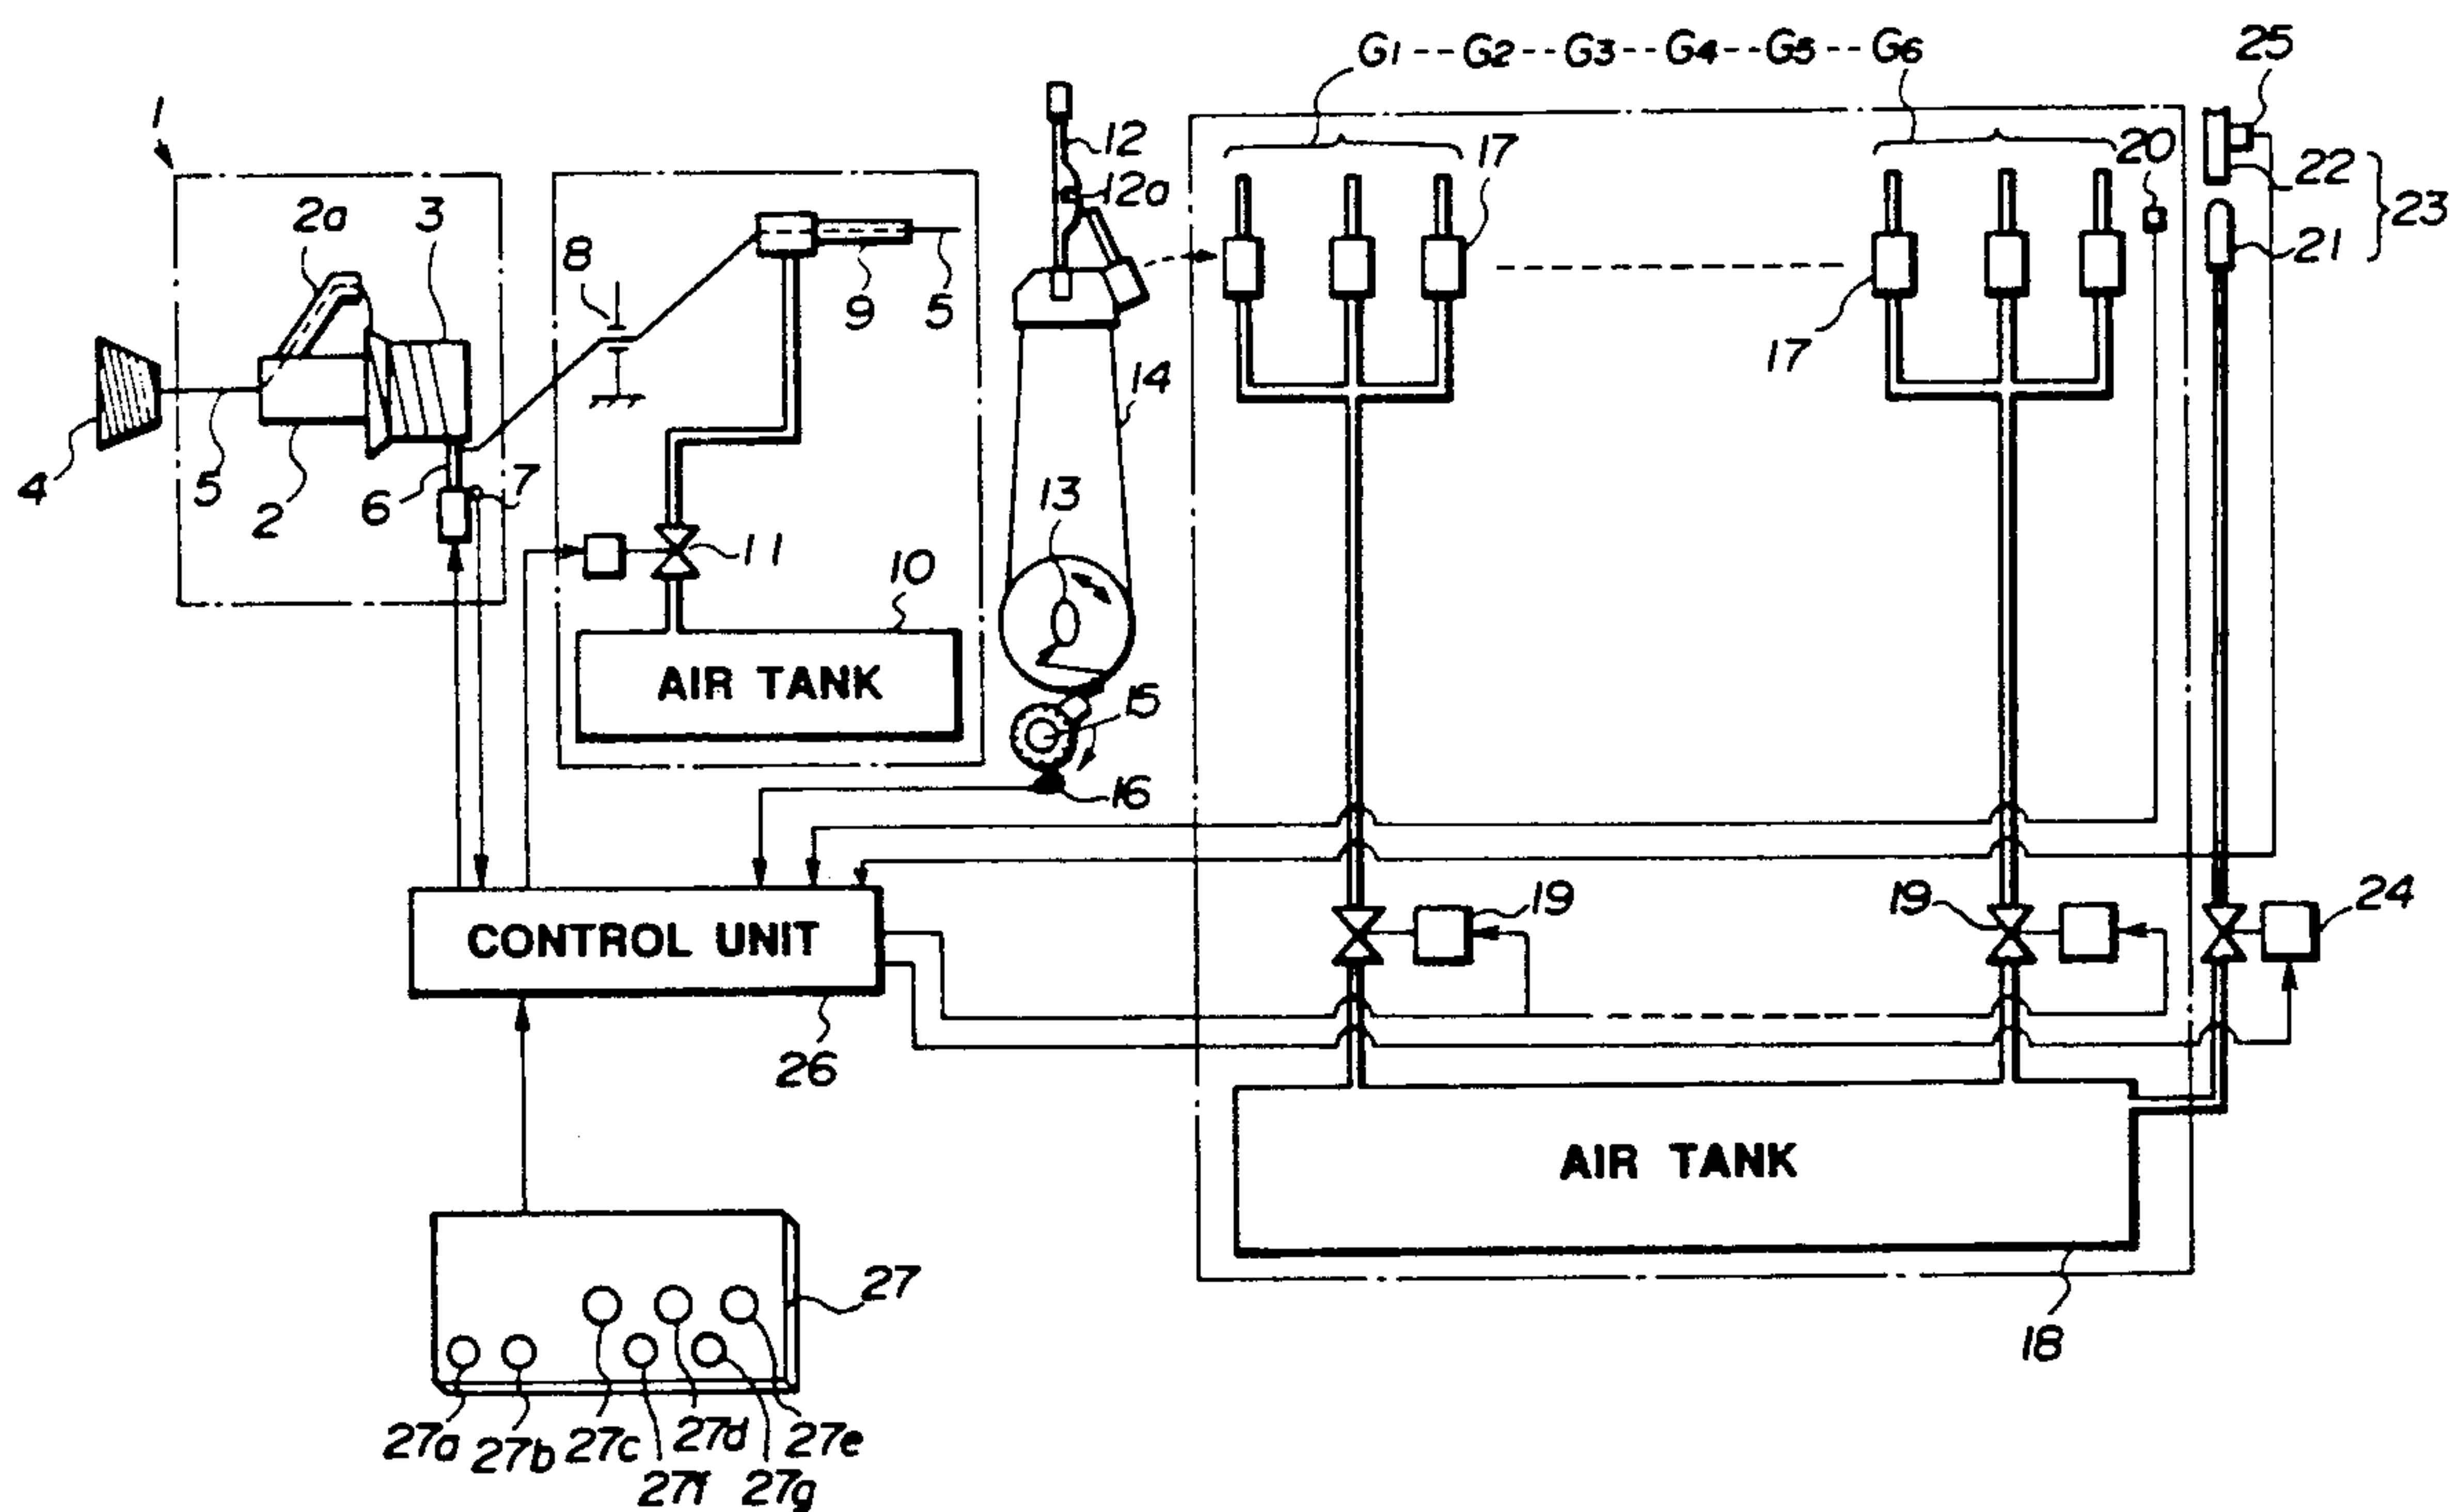 G1 -- G2 -- G3 -- G4 -- G5 -- G6
25
1
12
17
20
22
2a
3
12a
23
8
21
9
5
17
14
4
5
2
6
7
13
11
10
AIR TANK
15
16
19
19
24
CONTROL UNIT
26
AIR TANK
27
18
27a
27b
27c
27d
27e
27f
27g